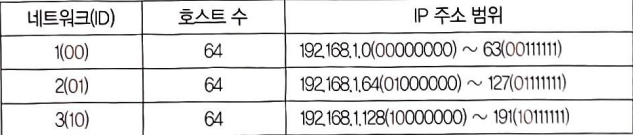 네트워크(ID) 호스트 수 IP 주소 범위
1(00) 64 192.168.1.0(00000000) ~ 63(00111111)
2(01) 64 192.168.1.64(01000000) ~ 127(01111111)
3(10) 64 192.168.1.128(10000000) ~ 191(10111111)